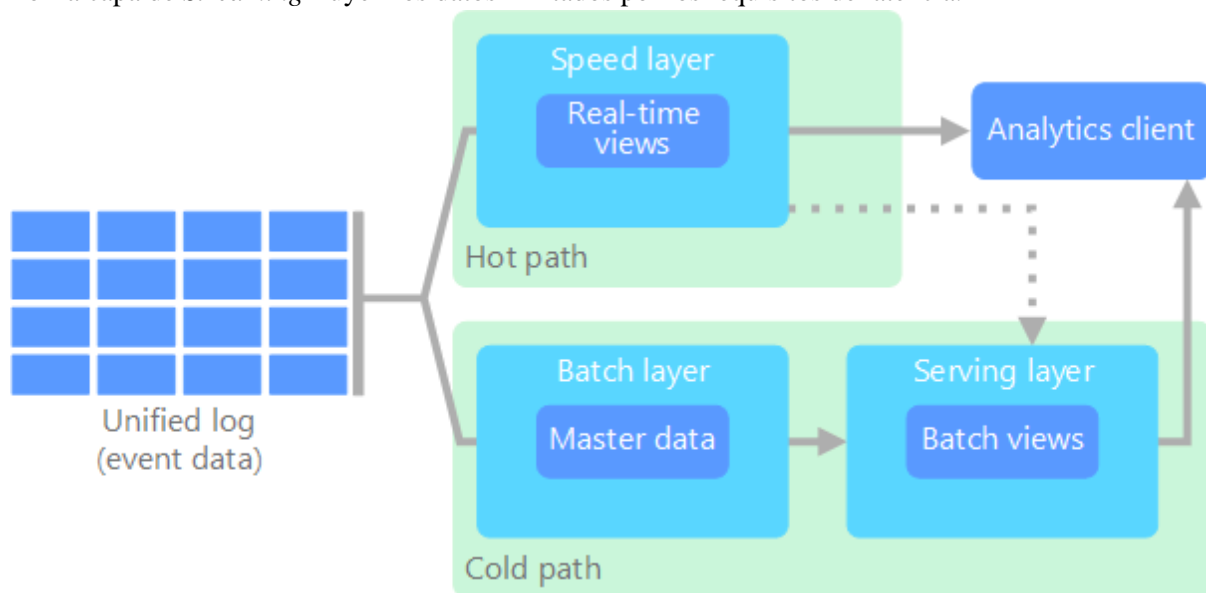 Speed layer
Real-time
views
Analytics client
Hot path
Unified log
(event data)
Batch layer
Master data
Serving layer
Batch views
Cold path